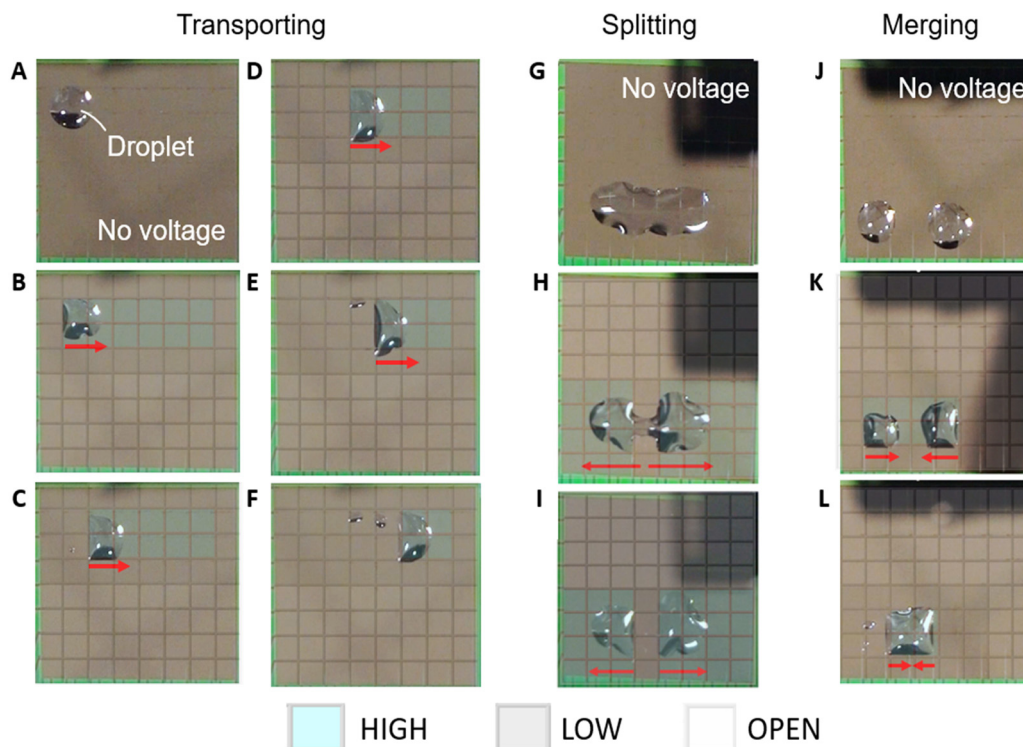 Transporting
Splitting
Merging
A
Droplet
No voltage
D
G
No voltage
J
No voltage
B
E
H
K
C
F
I
L
HIGH
LOW
OPEN